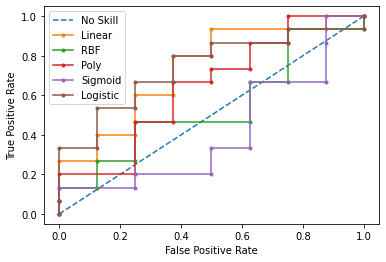 No Skill
Linear
RBF
Poly
Sigmoid
Logistic
True Positive Rate
1.0
0.8
0.6
0.4
0.2
0.0
0.0 0.2 0.4 0.6 0.8 1.0
False Positive Rate